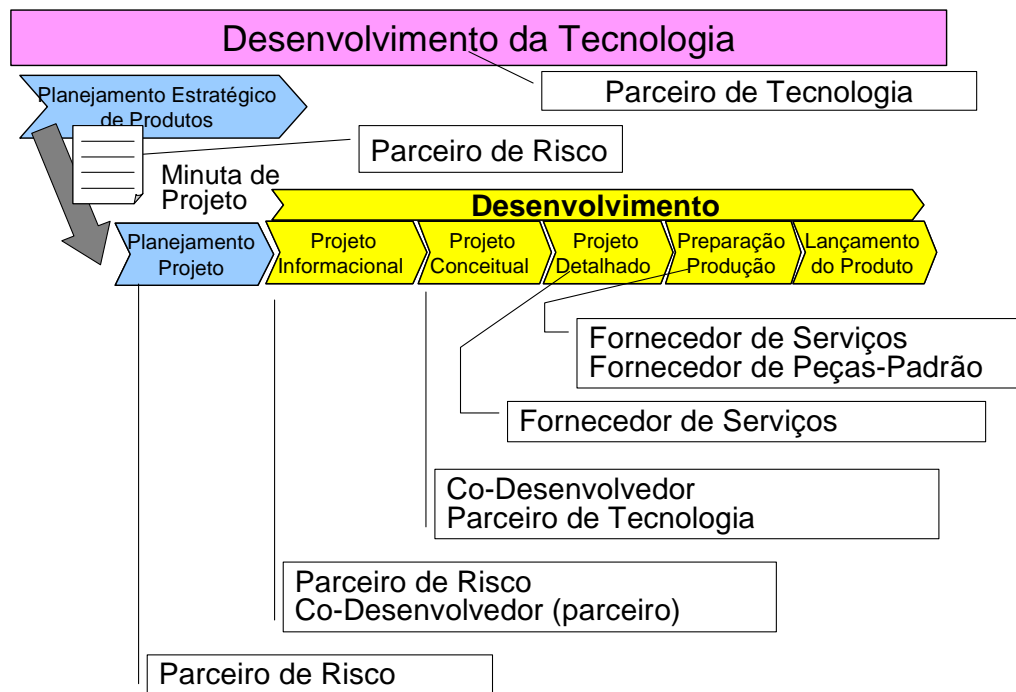 Desenvolvimento da Tecnologia
Parceiro de Tecnologia
Planejamento Estratégico
de Produtos
Parceiro de Risco
Minuta de
Projeto
Desenvolvimento
Planejamento
Projeto
Projeto
Informacional
Projeto
Conceitual
Projeto
Detalhado
Preparação
Produção
Lançamento
do Produto
Fornecedor de Serviços
Fornecedor de Peças-Padrão
Fornecedor de Serviços
Co-Desenvolvedor
Parceiro de Tecnologia
Parceiro de Risco
Co-Desenvolvedor (parceiro)
Parceiro de Risco